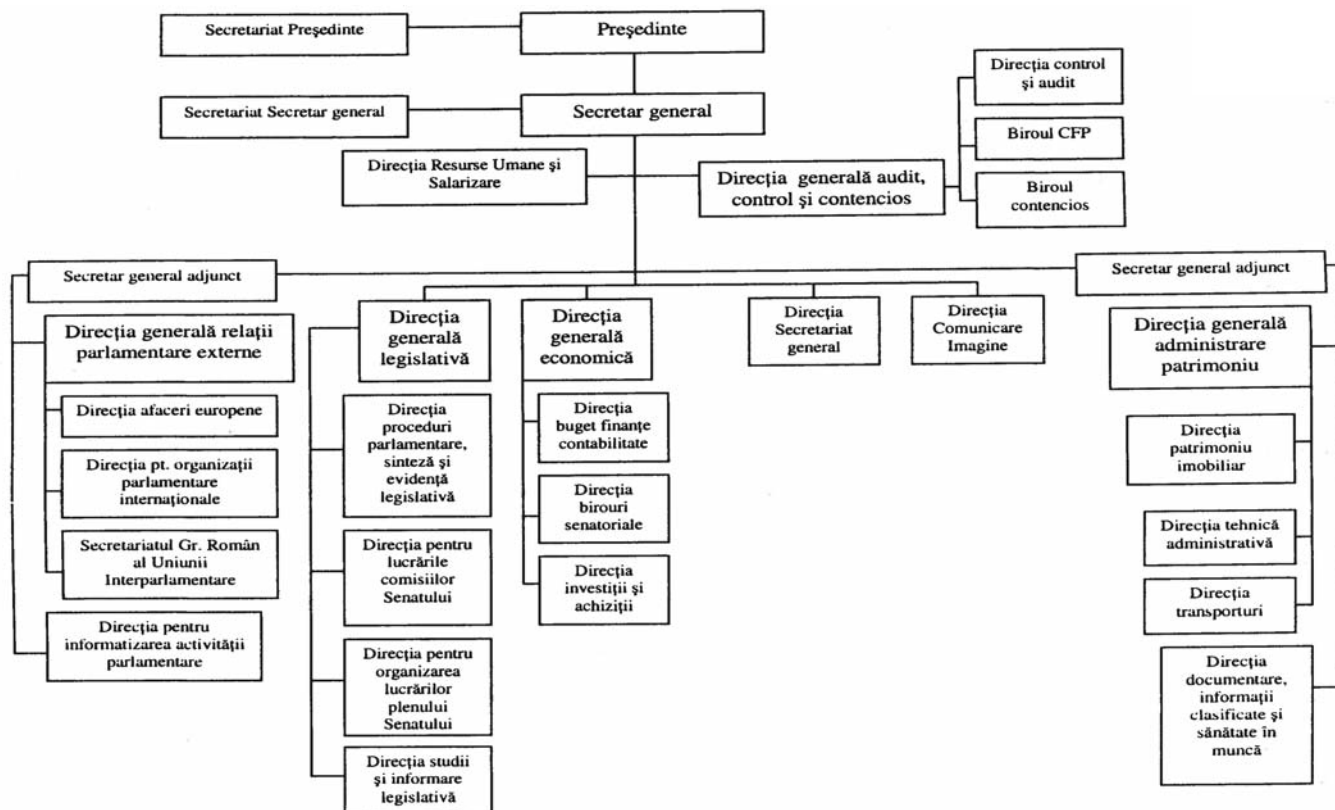 Secretariat Preşedinte
Preşedinte
Secretariat Secretar general
Secretar general
Direcţia control
şi audit
Biroul CFP
Biroul
contencios
Direcţia Resurse Umane şi
Salarizare
Direcţia generală audit,
control şi contencios
Secretar general adjunct
Secretar general adjunct
Direcţia generală relaţii
parlamentare externe
Direcţia afaceri europene
Direcţia pt. organizaţii
parlamentare
internaţionale
Secretariatul Gr. Român
al Uniunii
Interparlamentare
Direcţia pentru
informatizarea activităţii
parlamentare
Direcţia
generală
legislativă
Direcţia
proceduri
parlamentare,
sinteză şi
evidenţă
legislativă
Direcţia pentru
lucrările
comisiilor
Senatului
Direcţia pentru
organizarea
lucrărilor
plenului
Senatului
Direcţia studii
şi informare
legislativă
Direcţia
generală
economică
Direcţia
buget finanţe
contabilitate
Direcţia
birouri
senatoriale
Direcţia
investiţii şi
achiziţii
Direcţia
Secretariat
general
Direcţia
Comunicare
Imagine
Direcţia generală
administrare
patrimoniu
Direcţia
patrimoniu
imobiliar
Direcţia tehnică
administrativă
Direcţia
transporturi
Direcţia
documentare,
informaţii
clasificate şi
sănătate în
muncă